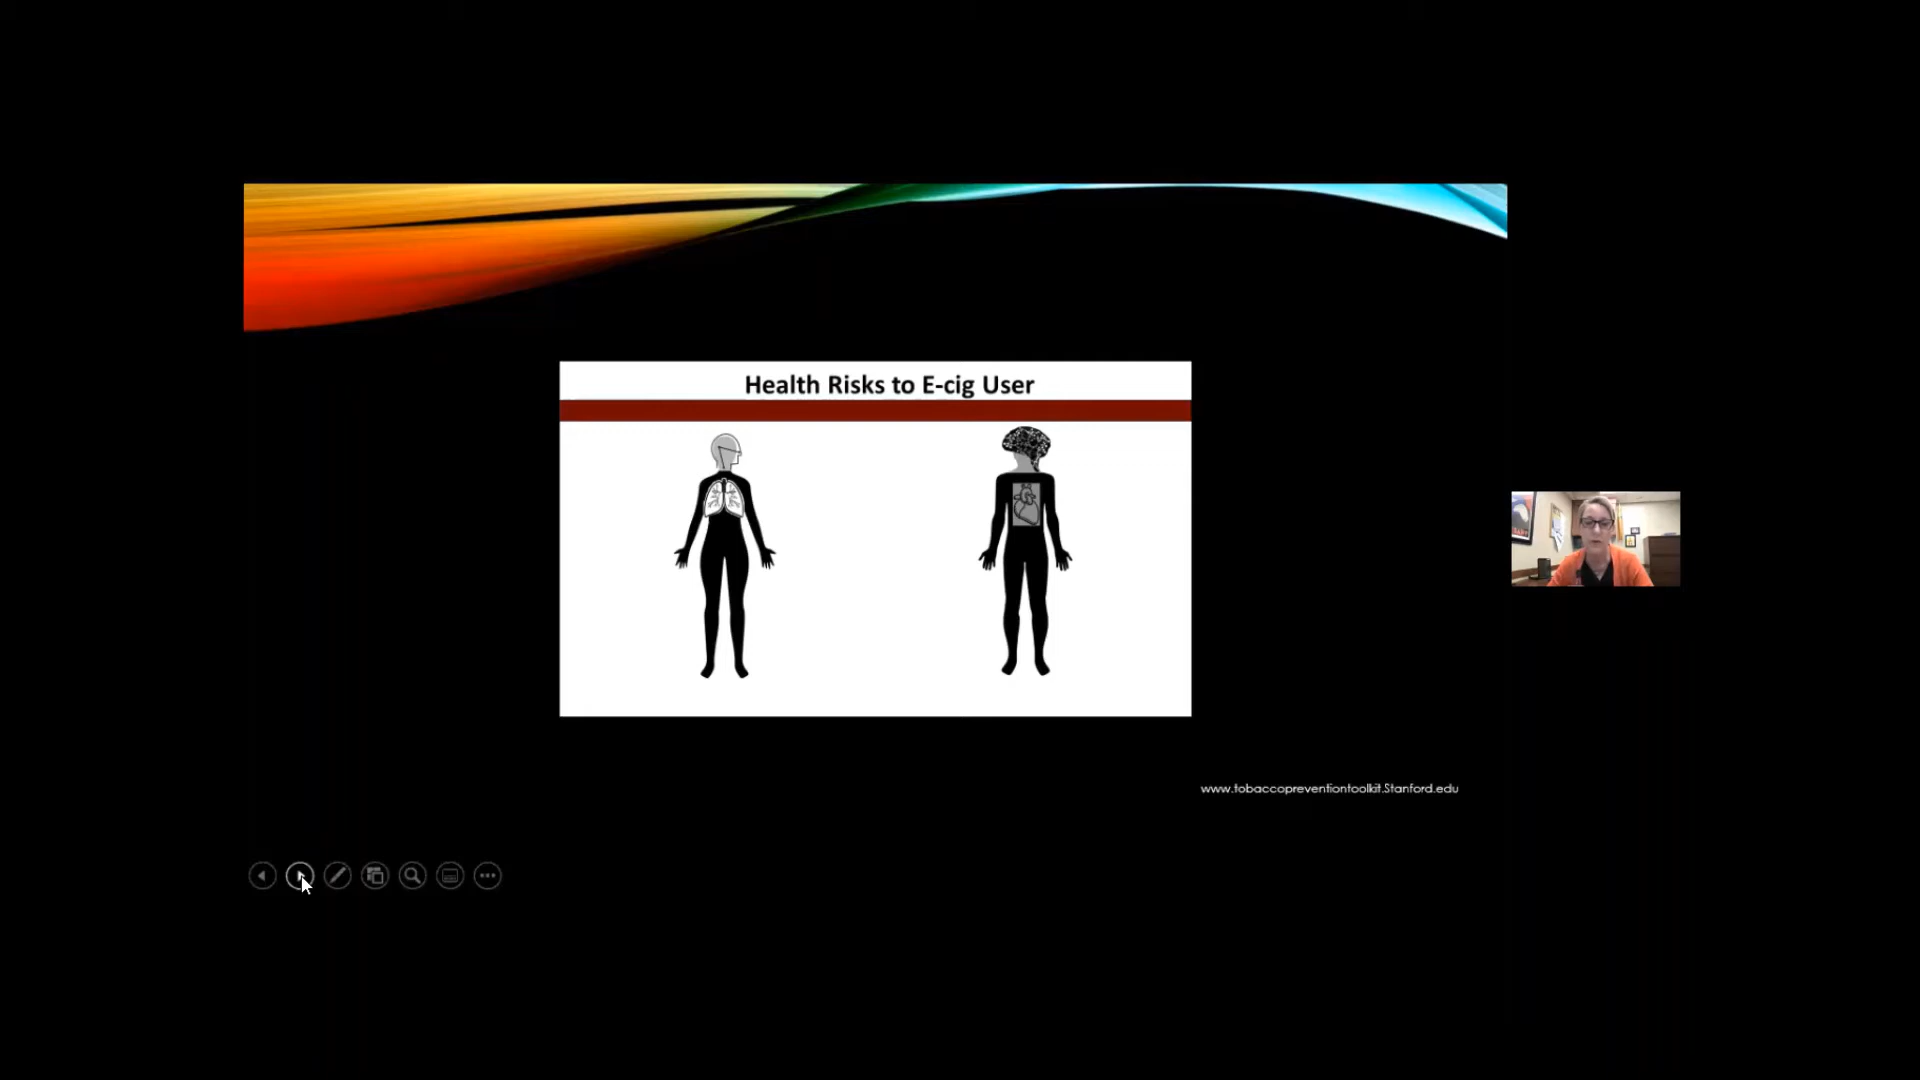 Health Risks to E-cig User
www.tobaccopreventiontoolkit.Stanford.edu